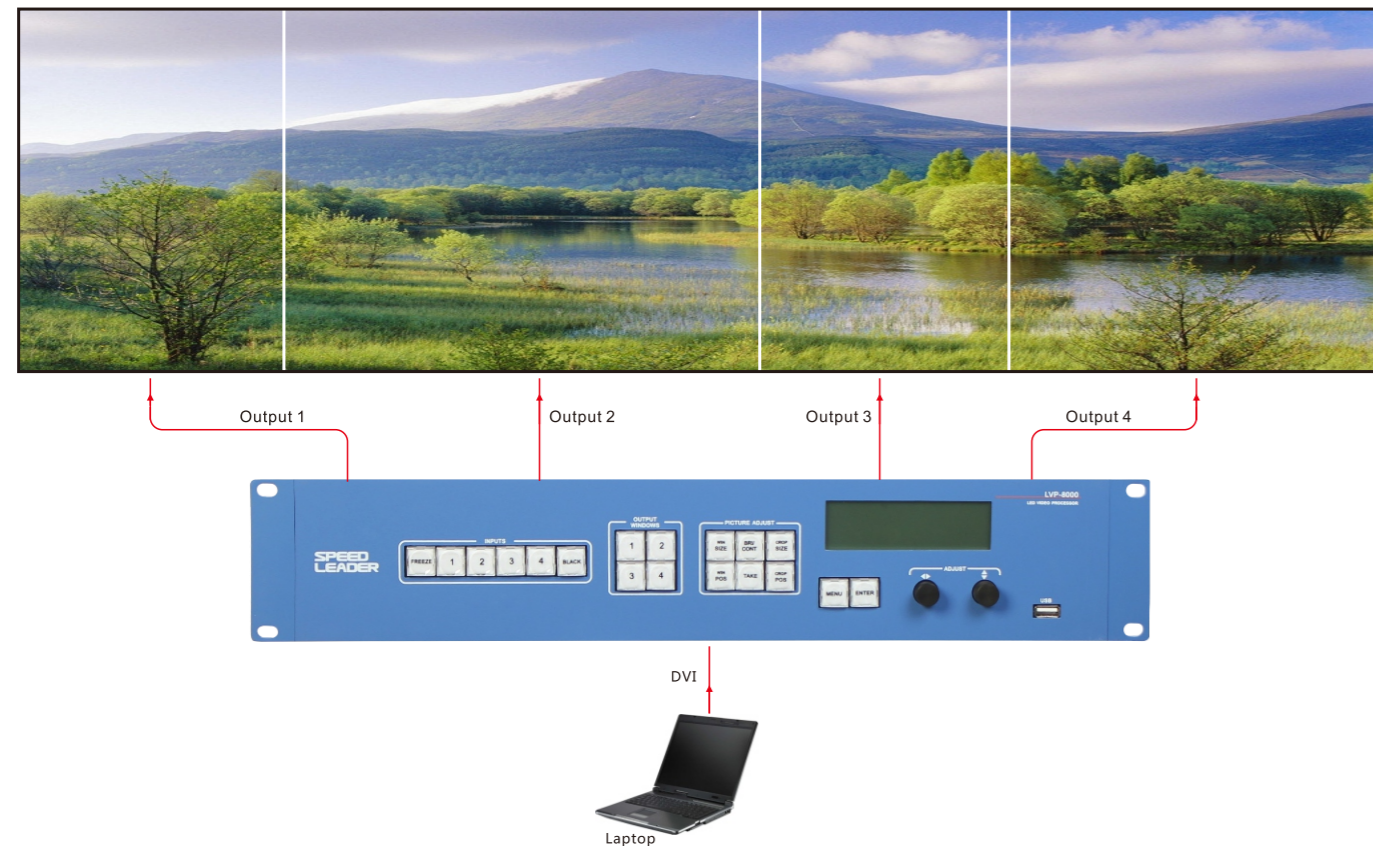 Output 1
Output 2
Output 3
Output 4
LVP-8000
LED VIDEO PROCESSOR
SPEED
LEADER
INPUTS
FREEZE 1 2 3 4 BLACK
OUTPUT
WINDOWS
1 2
3 4
PICTURE ADJUST
WIN
SIZE
BRI/
CONT
CROP
SIZE
WIN
POS
TAKE
CROP
POS
MENU ENTER
ADJUST
USB
DVI
Laptop